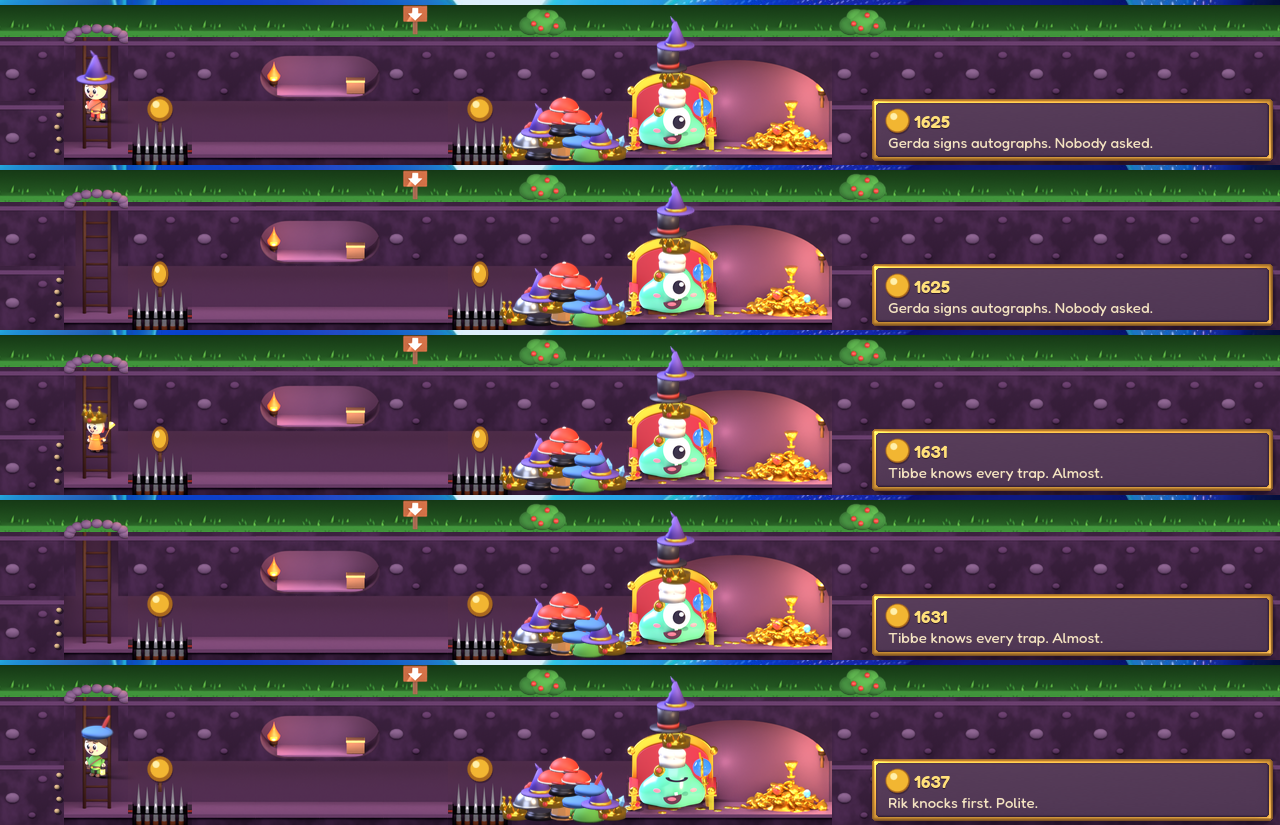 1625
Gerda signs autographs. Nobody asked.
1625
Gerda signs autographs. Nobody asked.
1631
Tibbe knows every trap. Almost.
1631
Tibbe knows every trap. Almost.
1637
Rik knocks first. Polite.